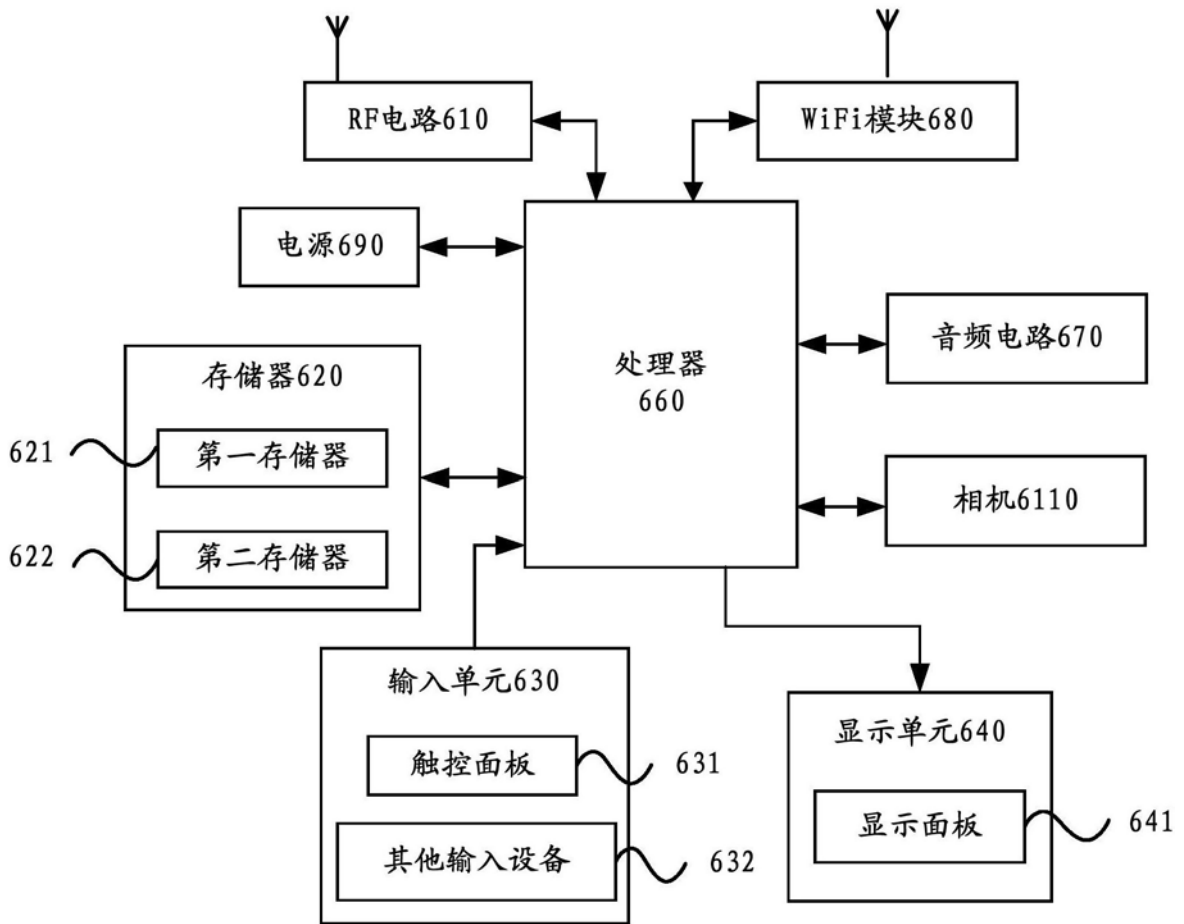 RF电路610
WiFi模块680
电源690
音频电路670
处理器
660
存储器620
621
第一存储器
相机6110
622
第二存储器
输入单元630
显示单元640
触控面板
631
显示面板
641
其他输入设备
632